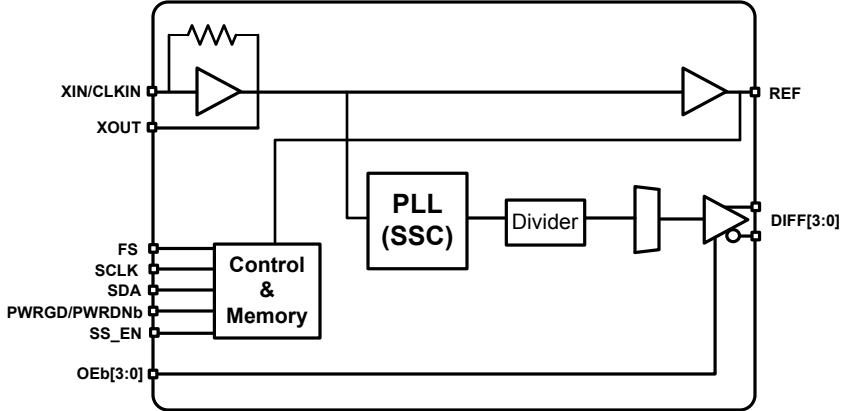 XIN/CLKIN
REF
XOUT
PLL
(SSC)
Divider
DIFF[3:0]
FS
SCLK
SDA
PWRGD/PWRDNb
SS_EN
Control
&
Memory
OEb[3:0]